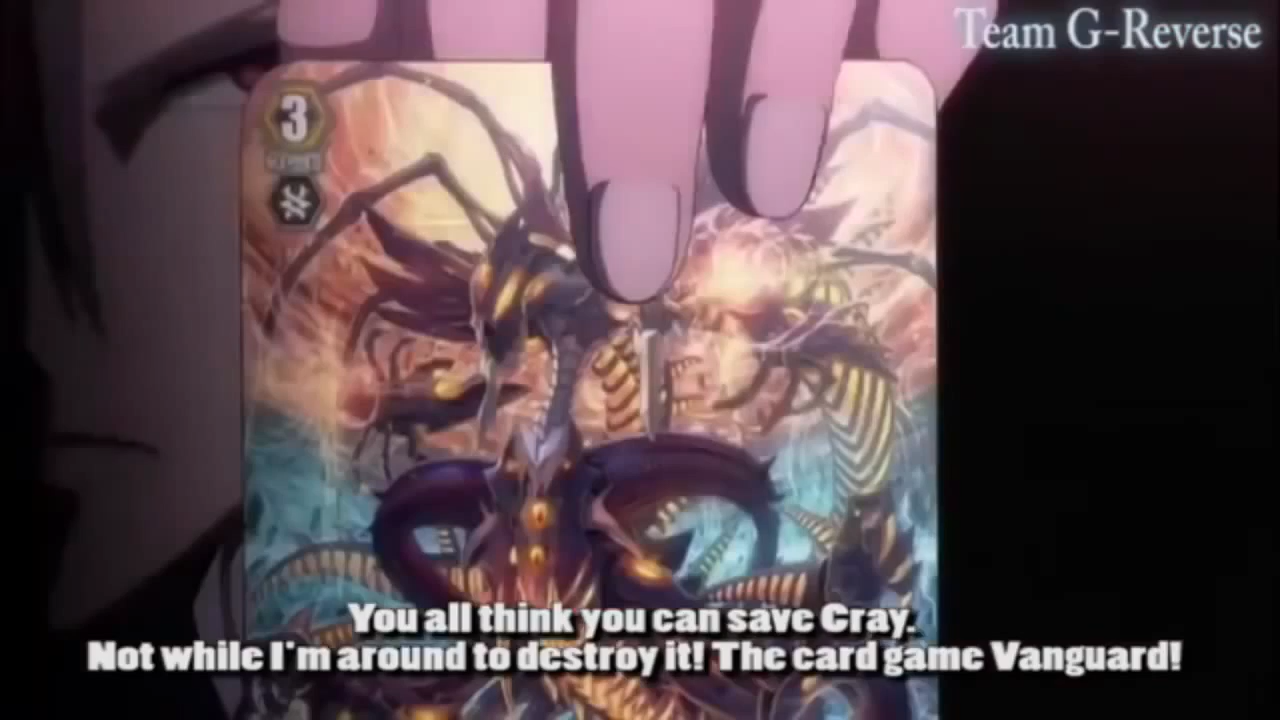 Team G-Reverse
3
You all think you can save Cray.
Not while I'm around to destroy it! The card game Vanguard!